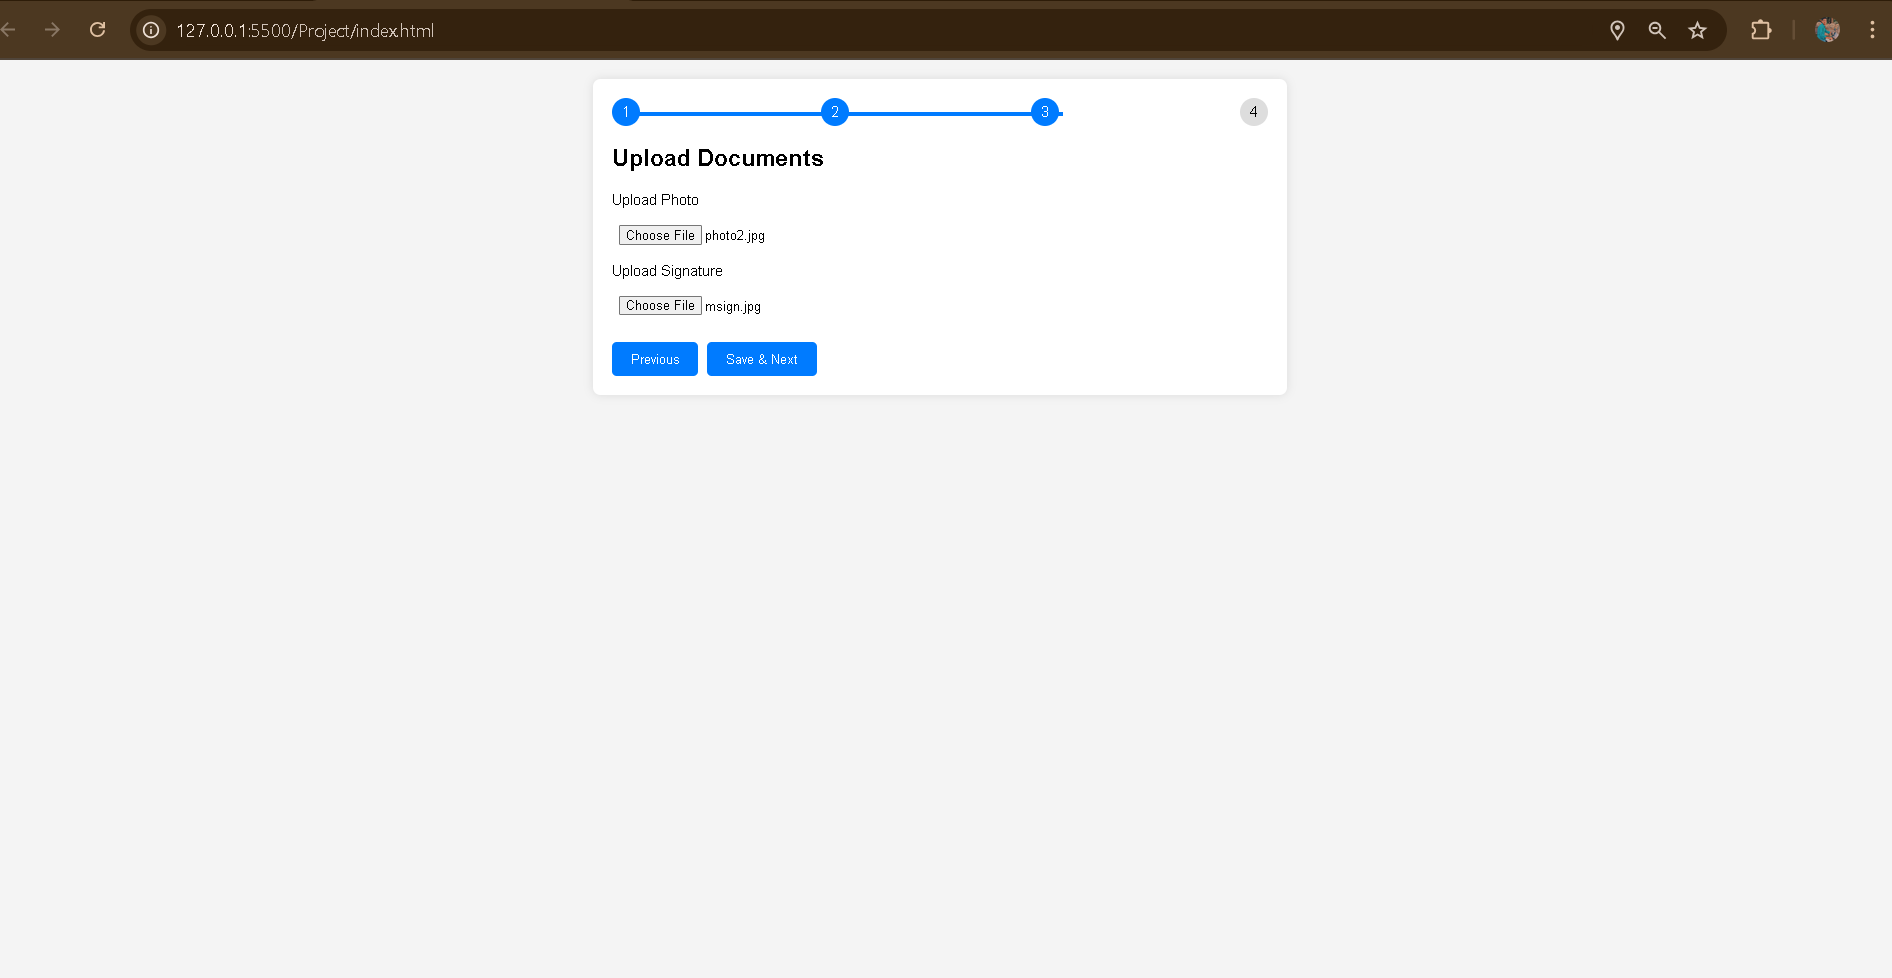 127.0.0.1:5500/Project/index.html
1 2 3 4
Upload Documents
Upload Photo
Choose File photo2.jpg
Upload Signature
Choose File msign.jpg
Previous Save & Next